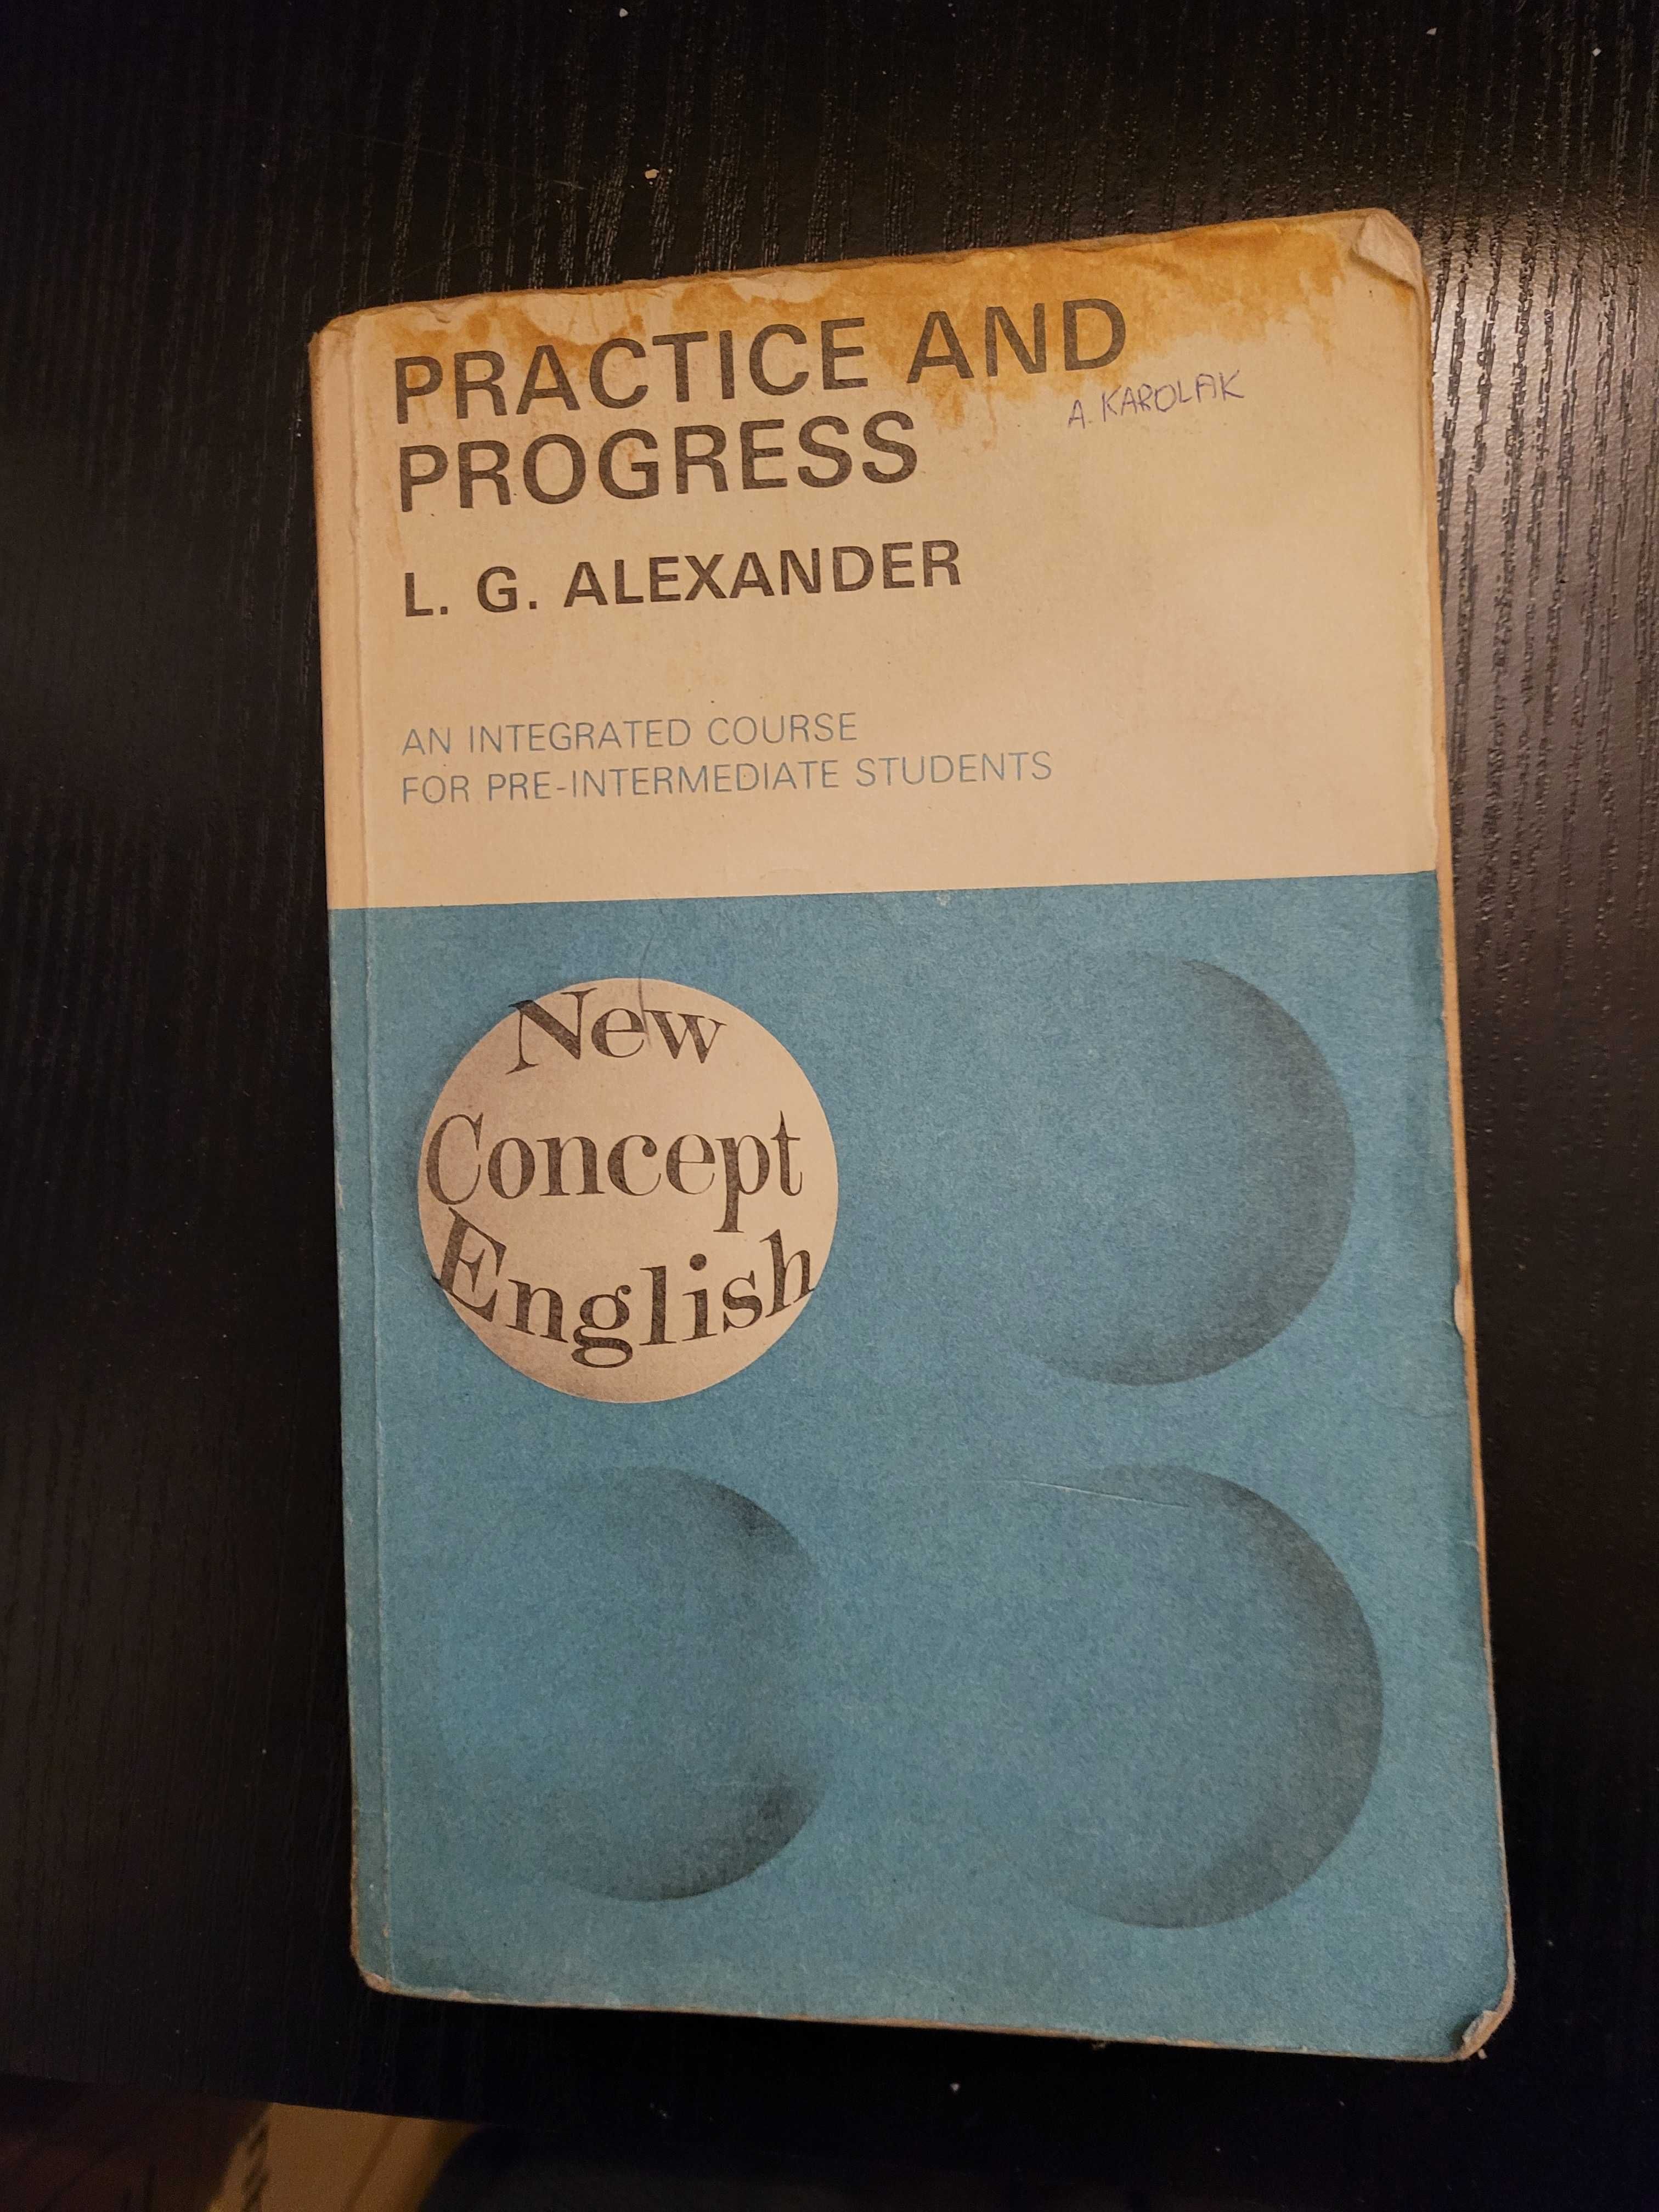 PRACTICE AND
PROGRESS
A. KAROLAK
L. G. ALEXANDER
AN INTEGRATED COURSE
FOR PRE-INTERMEDIATE STUDENTS
New
Concept
English